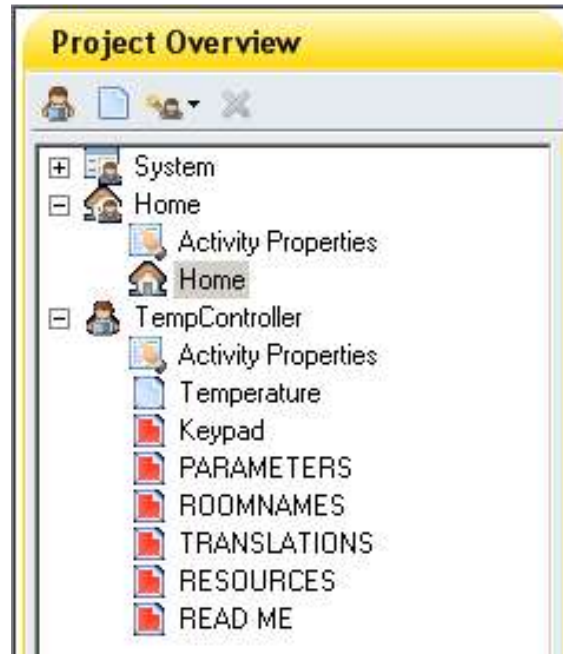 Project Overview
System
Home
Activity Properties
Home
TempController
Activity Properties
Temperature
Keypad
PARAMETERS
ROOMNAMES
TRANSLATIONS
RESOURCES
READ ME